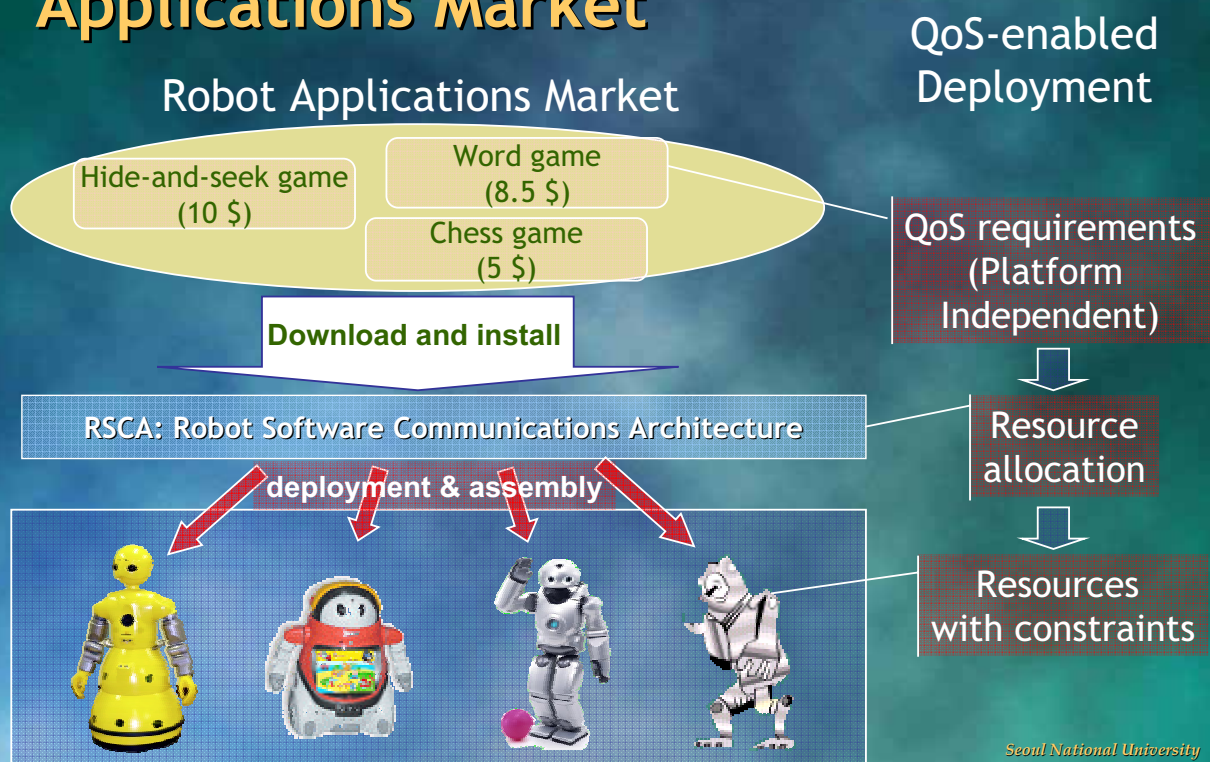 Applications Market
QoS-enabled
Deployment
Robot Applications Market
Hide-and-seek game
(10 $)
Word game
(8.5 $)
Chess game
(5 $)
QoS requirements
(Platform
Independent)
Download and install
RSCA: Robot Software Communications Architecture
Resource
allocation
deployment & assembly
Resources
with constraints
Seoul National University